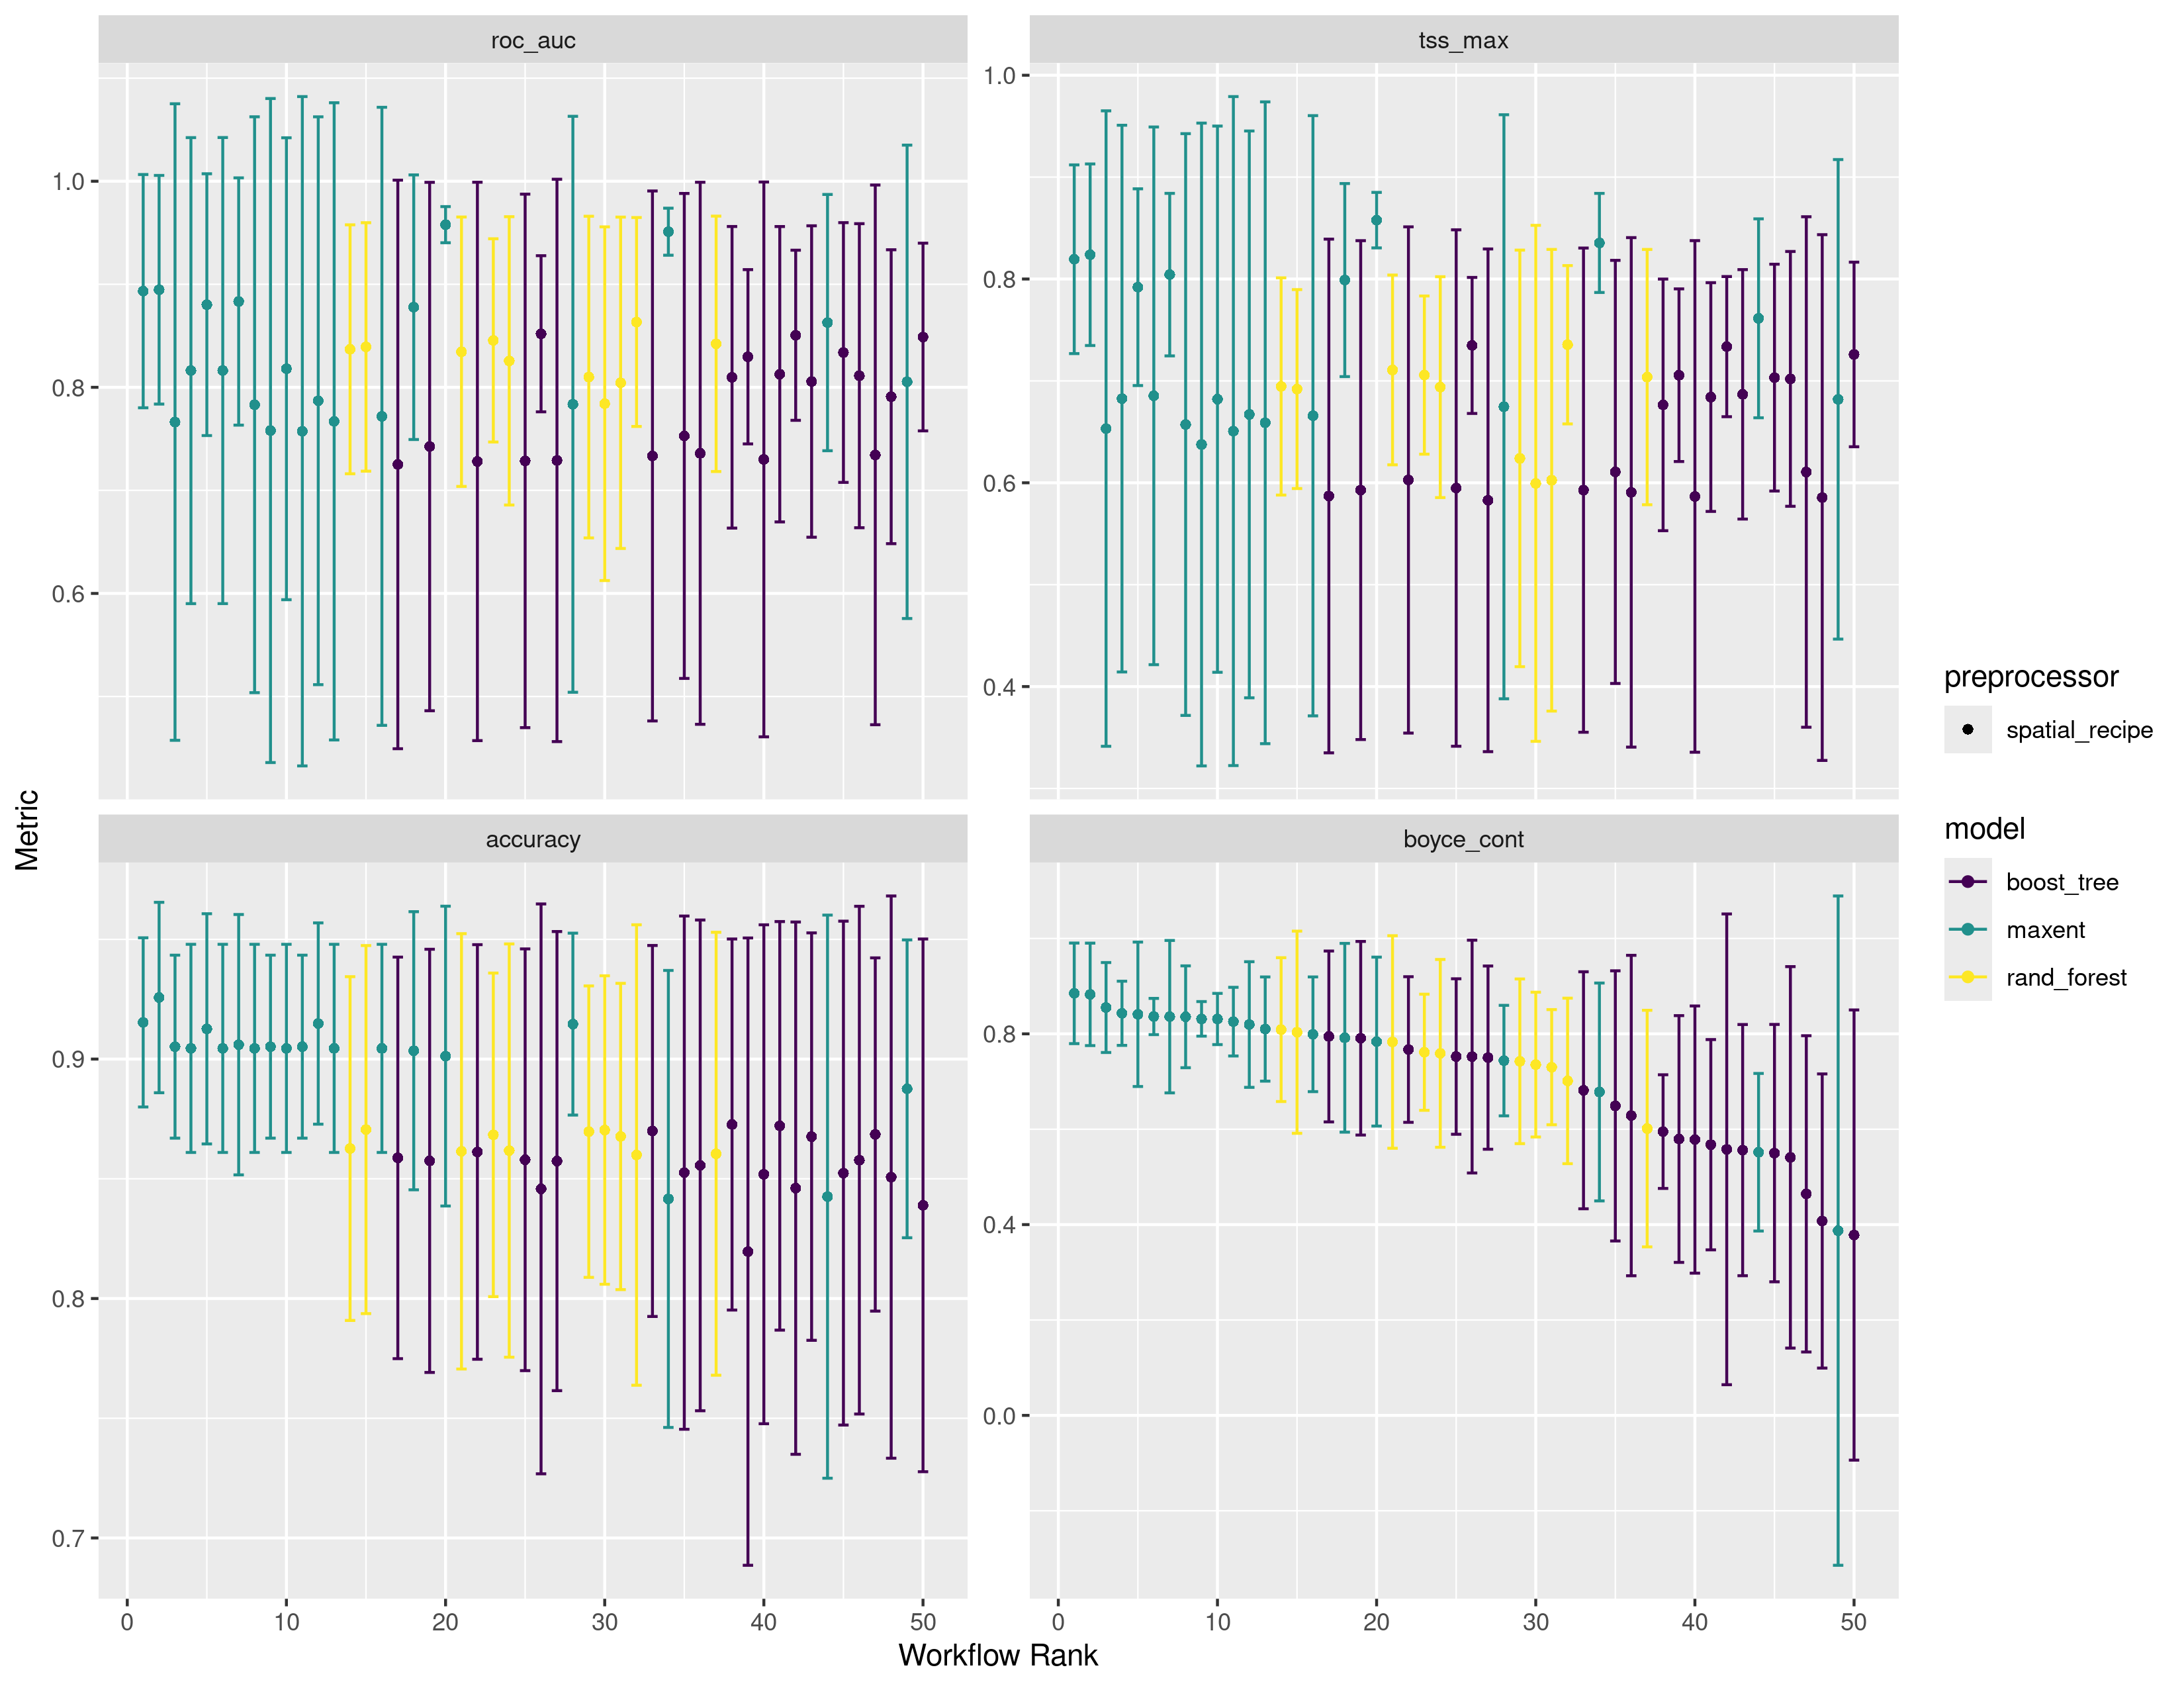 roc_auc
tss_max
1.0
0.8
0.6
1.0
0.8
0.6
0.4
accuracy
boyce_cont
0.9
0.8
0.7
0.8
0.4
0.0
0 10 20 30 40 50
0 10 20 30 40 50
Metric
Workflow Rank
preprocessor
spatial_recipe
model
boost_tree
maxent
rand_forest